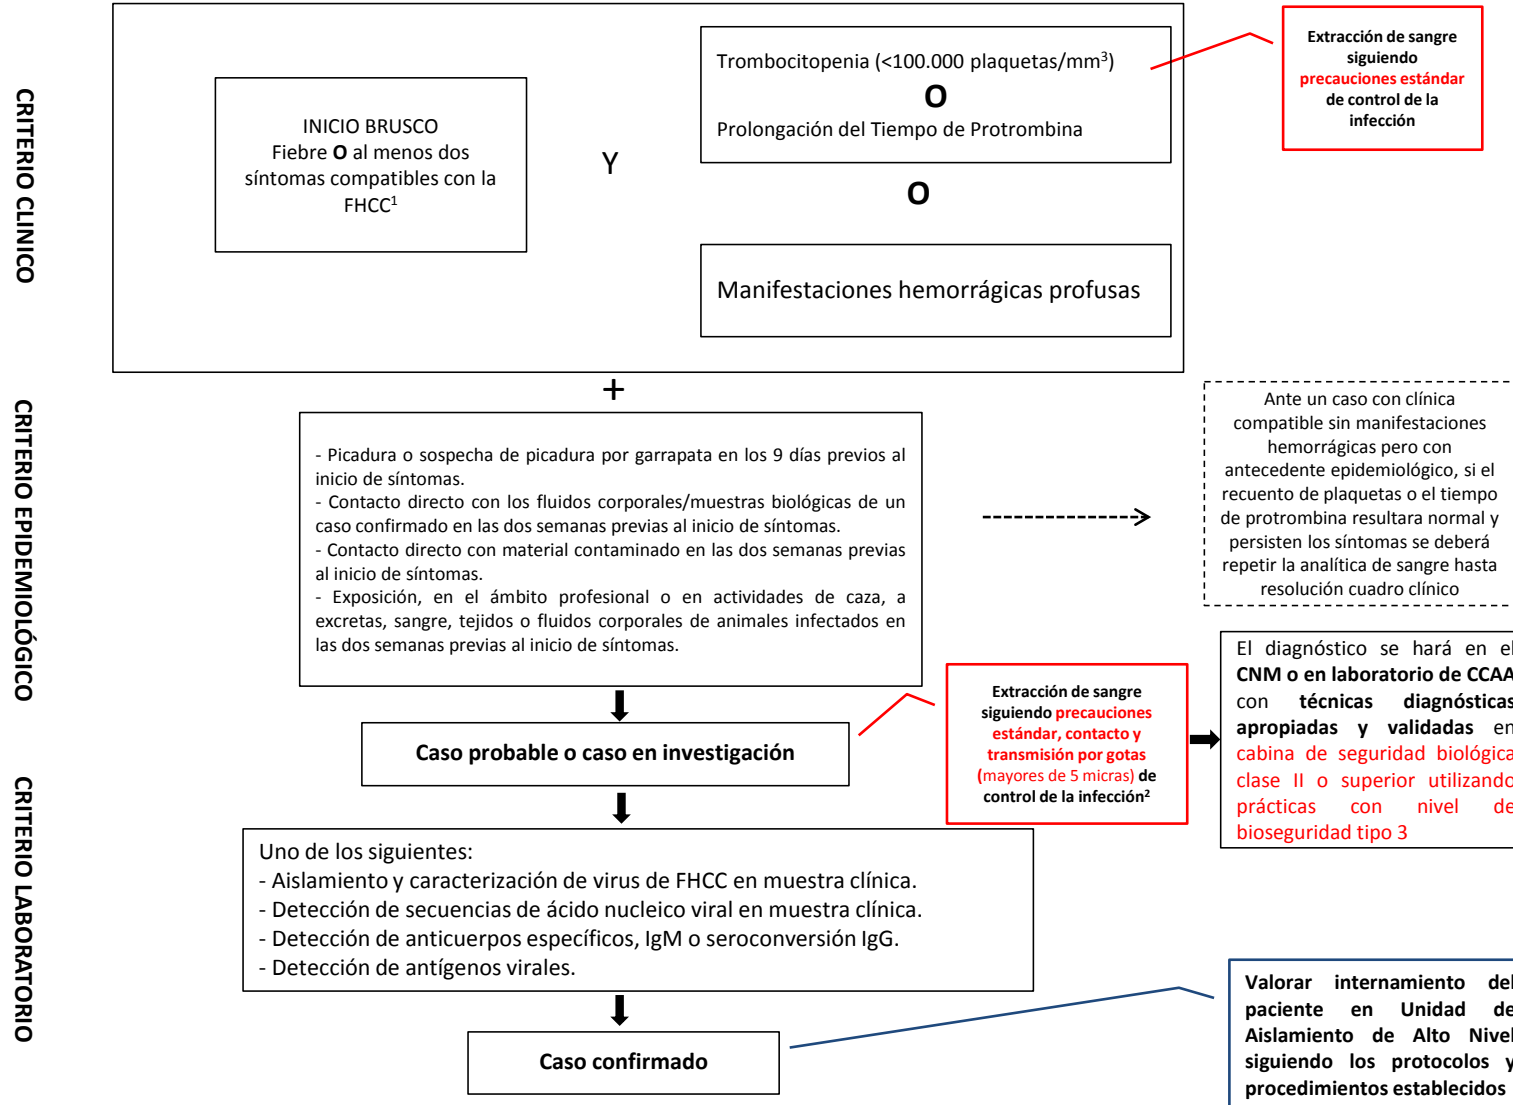 CRITERIO CLINICO
INICIO BRUSCO
Fiebre O al menos dos
síntomas compatibles con la
FHCC1
Y
Trombocitopenia (<100.000 plaquetas/mm3)
O
Prolongación del Tiempo de Protrombina
O
Manifestaciones hemorrágicas profusas
Extracción de sangre
siguiendo
precauciones estándar
de control de la
infección
+
CRITERIO EPIDEMIOLÓGICO
- Picadura o sospecha de picadura por garrapata en los 9 días previos al
inicio de síntomas.
- Contacto directo con los fluidos corporales/muestras biológicas de un
caso confirmado en las dos semanas previas al inicio de síntomas.
- Contacto directo con material contaminado en las dos semanas previas
al inicio de síntomas.
- Exposición, en el ámbito profesional o en actividades de caza, a
excretas, sangre, tejidos o fluidos corporales de animales infectados en
las dos semanas previas al inicio de síntomas.
Ante un caso con clínica
compatible sin manifestaciones
hemorrágicas pero con
antecedente epidemiológico, si el
recuento de plaquetas o el tiempo
de protrombina resultara normal y
persisten los síntomas se deberá
repetir la analítica de sangre hasta
resolución cuadro clínico
Caso probable o caso en investigación
Extracción de sangre
siguiendo precauciones
estándar, contacto y
transmisión por gotas
(mayores de 5 micras) de
control de la infección2
El diagnóstico se hará en el
CNM o en laboratorio de CCAA
con técnicas diagnósticas
apropiadas y validadas en
cabina de seguridad biológica
clase II o superior utilizando
prácticas con nivel de
bioseguridad tipo 3
CRITERIO LABORATORIO
Uno de los siguientes:
- Aislamiento y caracterización de virus de FHCC en muestra clínica.
- Detección de secuencias de ácido nucleico viral en muestra clínica.
- Detección de anticuerpos específicos, IgM o seroconversión IgG.
- Detección de antígenos virales.
Caso confirmado
Valorar internamiento del
paciente en Unidad de
Aislamiento de Alto Nivel
siguiendo los protocolos y
procedimientos establecidos